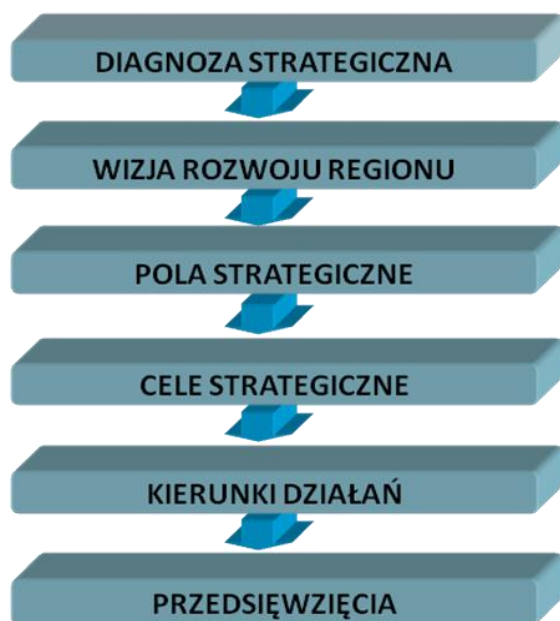 DIAGNOZA STRATEGICZNA
WIZJA ROZWOJU REGIONU
POLA STRATEGICZNE
CELE STRATEGICZNE
KIERUNKI DZIAŁAŃ
PRZEDSIĘWZIĘCIA